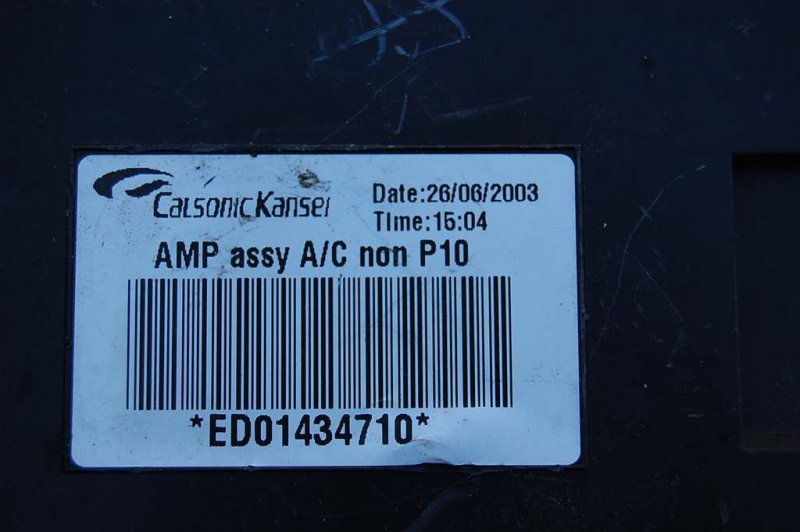 CalsonicKansei
Date:26/06/2003
Time:15:04
AMP assy A/C non P10
*ED01434710*